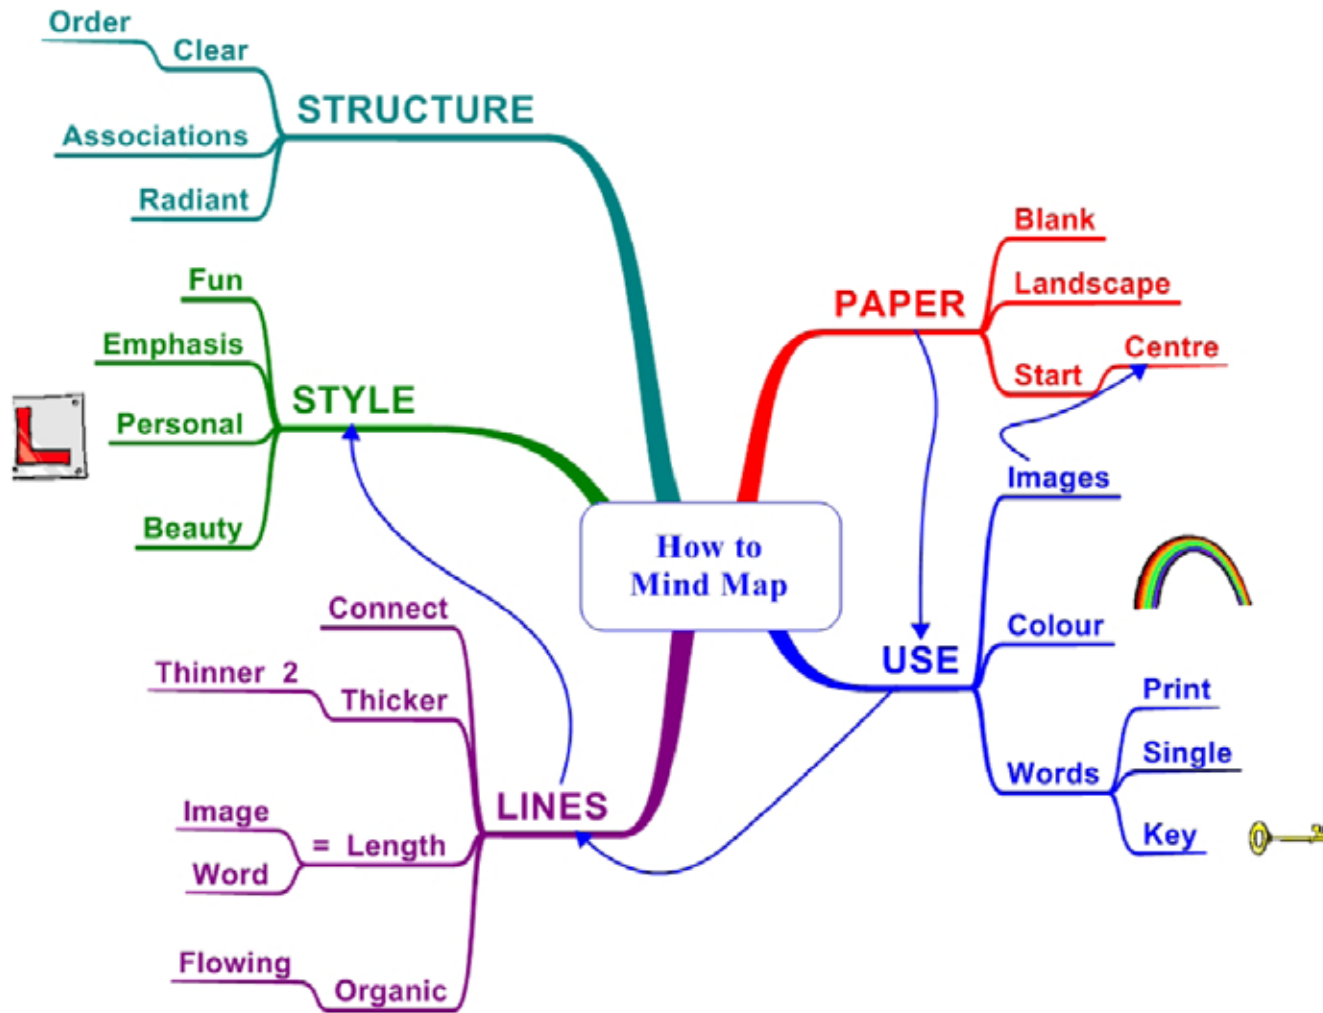 How to
Mind Map
STRUCTURE
Order
Clear
Associations
Radiant
PAPER
Blank
Landscape
Start
Centre
STYLE
Fun
Emphasis
Personal
Beauty
L
USE
Images
Colour
Words
Print
Single
Key
LINES
Connect
Thinner 2
Thicker
= Length
Image
Word
Organic
Flowing